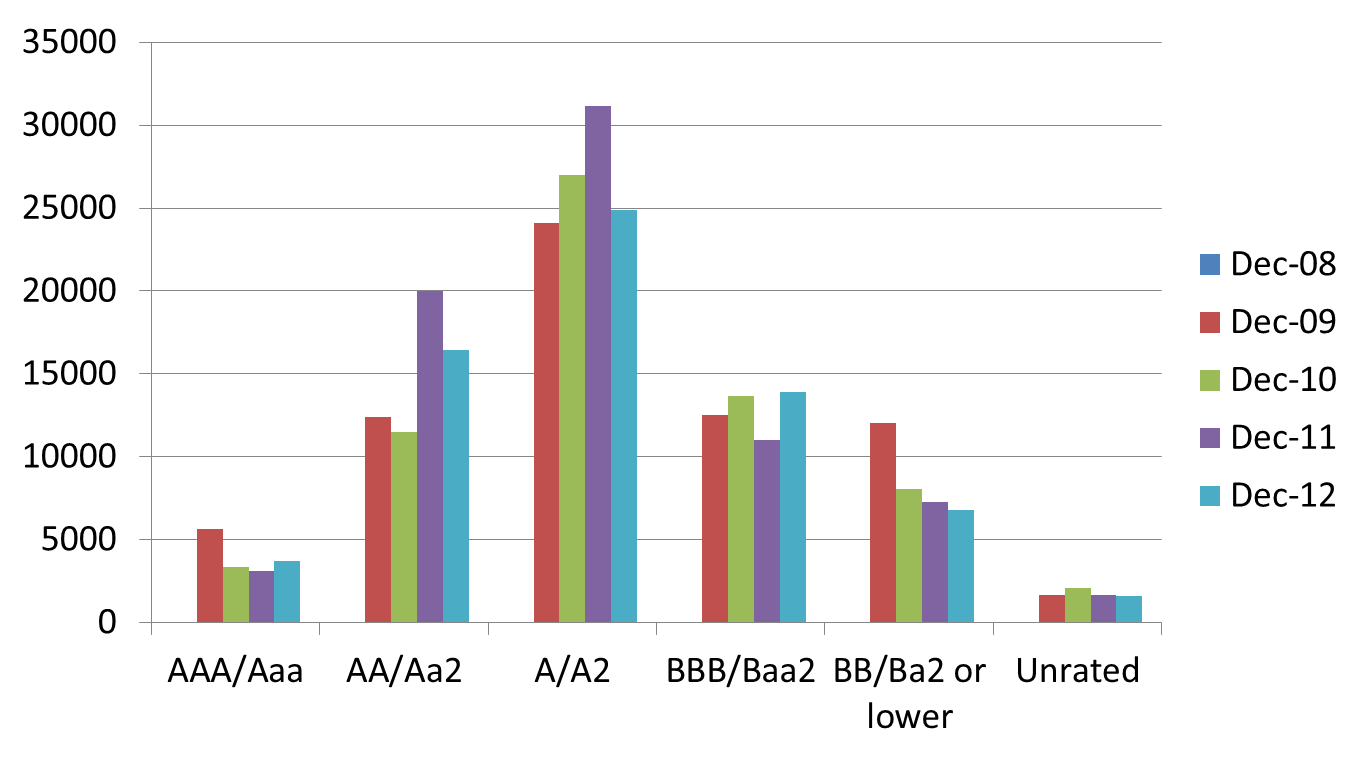 35000
30000
25000
20000
15000
10000
5000
0
AAA/Aaa
AA/Aa2
A/A2
BBB/Baa2
BB/Ba2 or
lower
Unrated
Dec-08
Dec-09
Dec-10
Dec-11
Dec-12